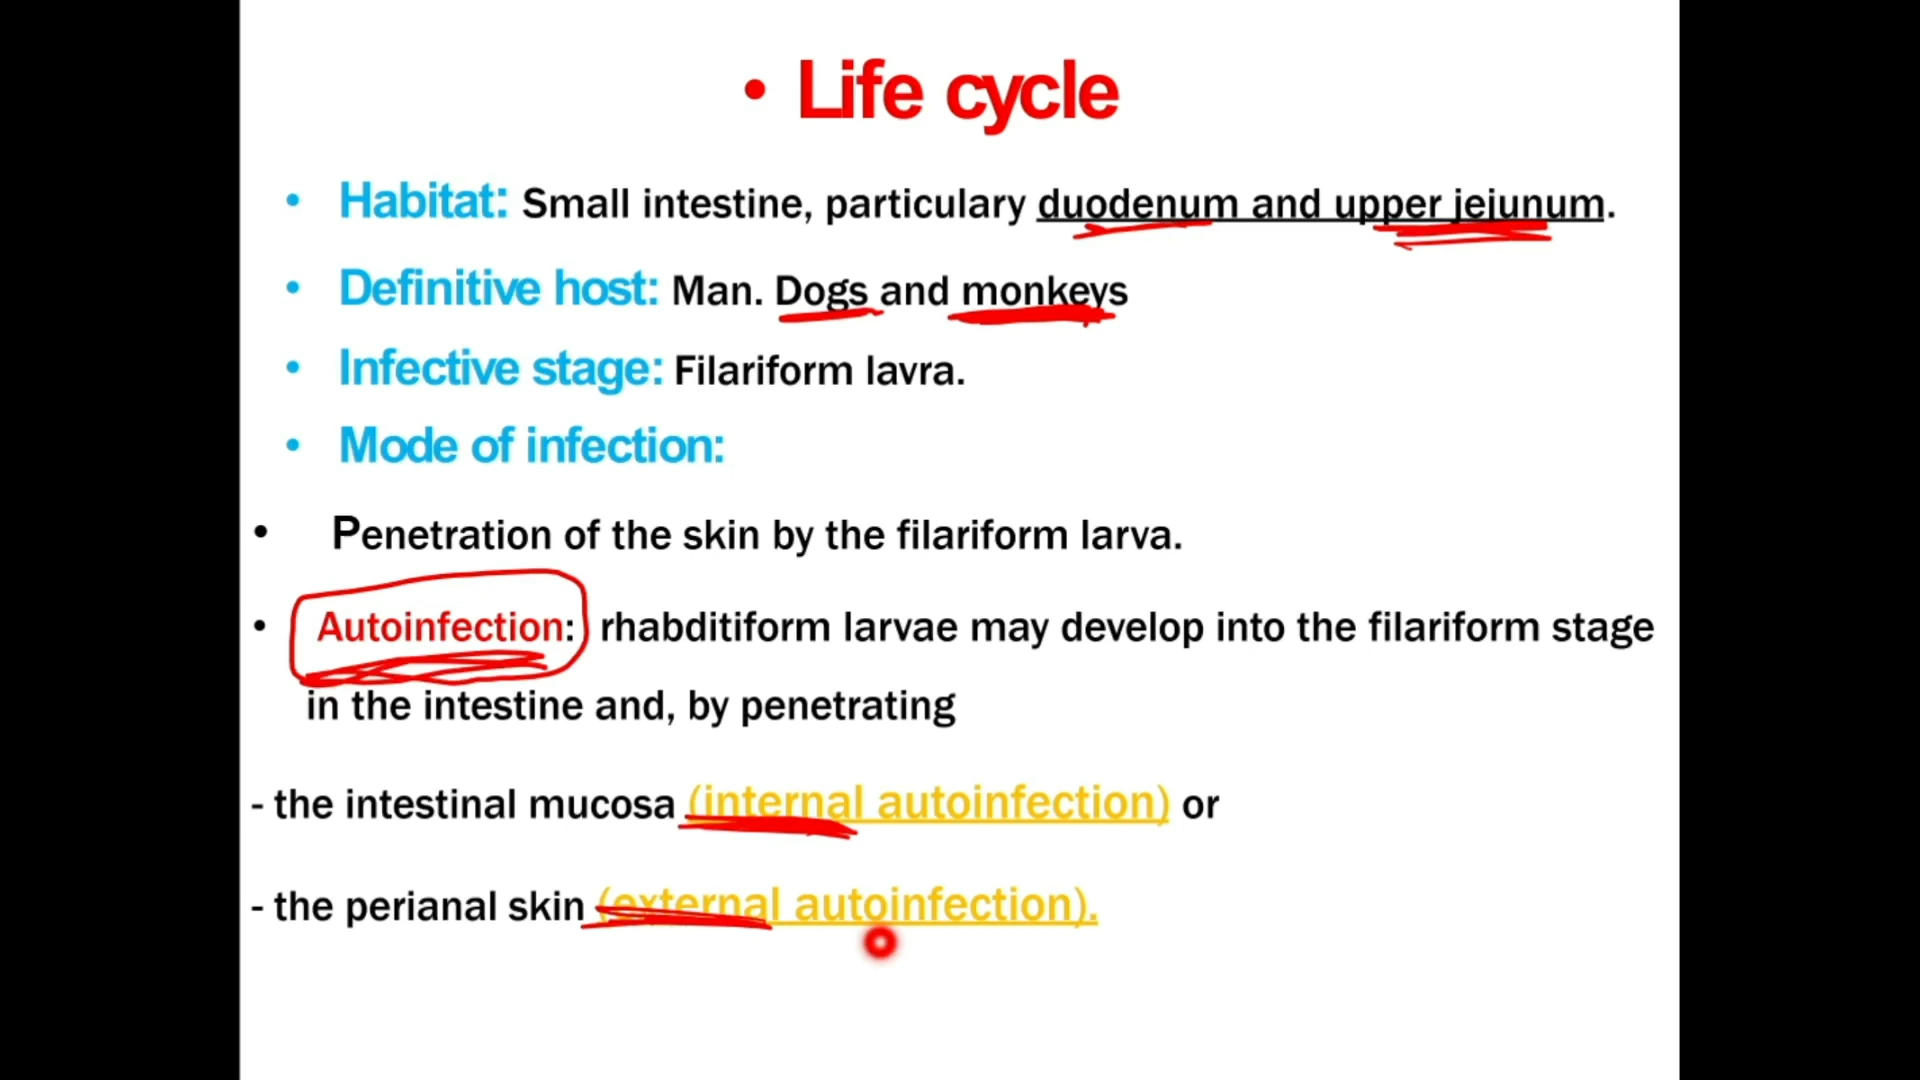 • Life cycle
• Habitat: Small intestine, particulary duodenum and upper jejunum.
• Definitive host: Man. Dogs and monkeys
• Infective stage: Filariform lavra.
• Mode of infection:
• Penetration of the skin by the filariform larva.
• Autoinfection: rhabditiform larvae may develop into the filariform stage
in the intestine and, by penetrating
- the intestinal mucosa (internal autoinfection) or
- the perianal skin (external autoinfection).